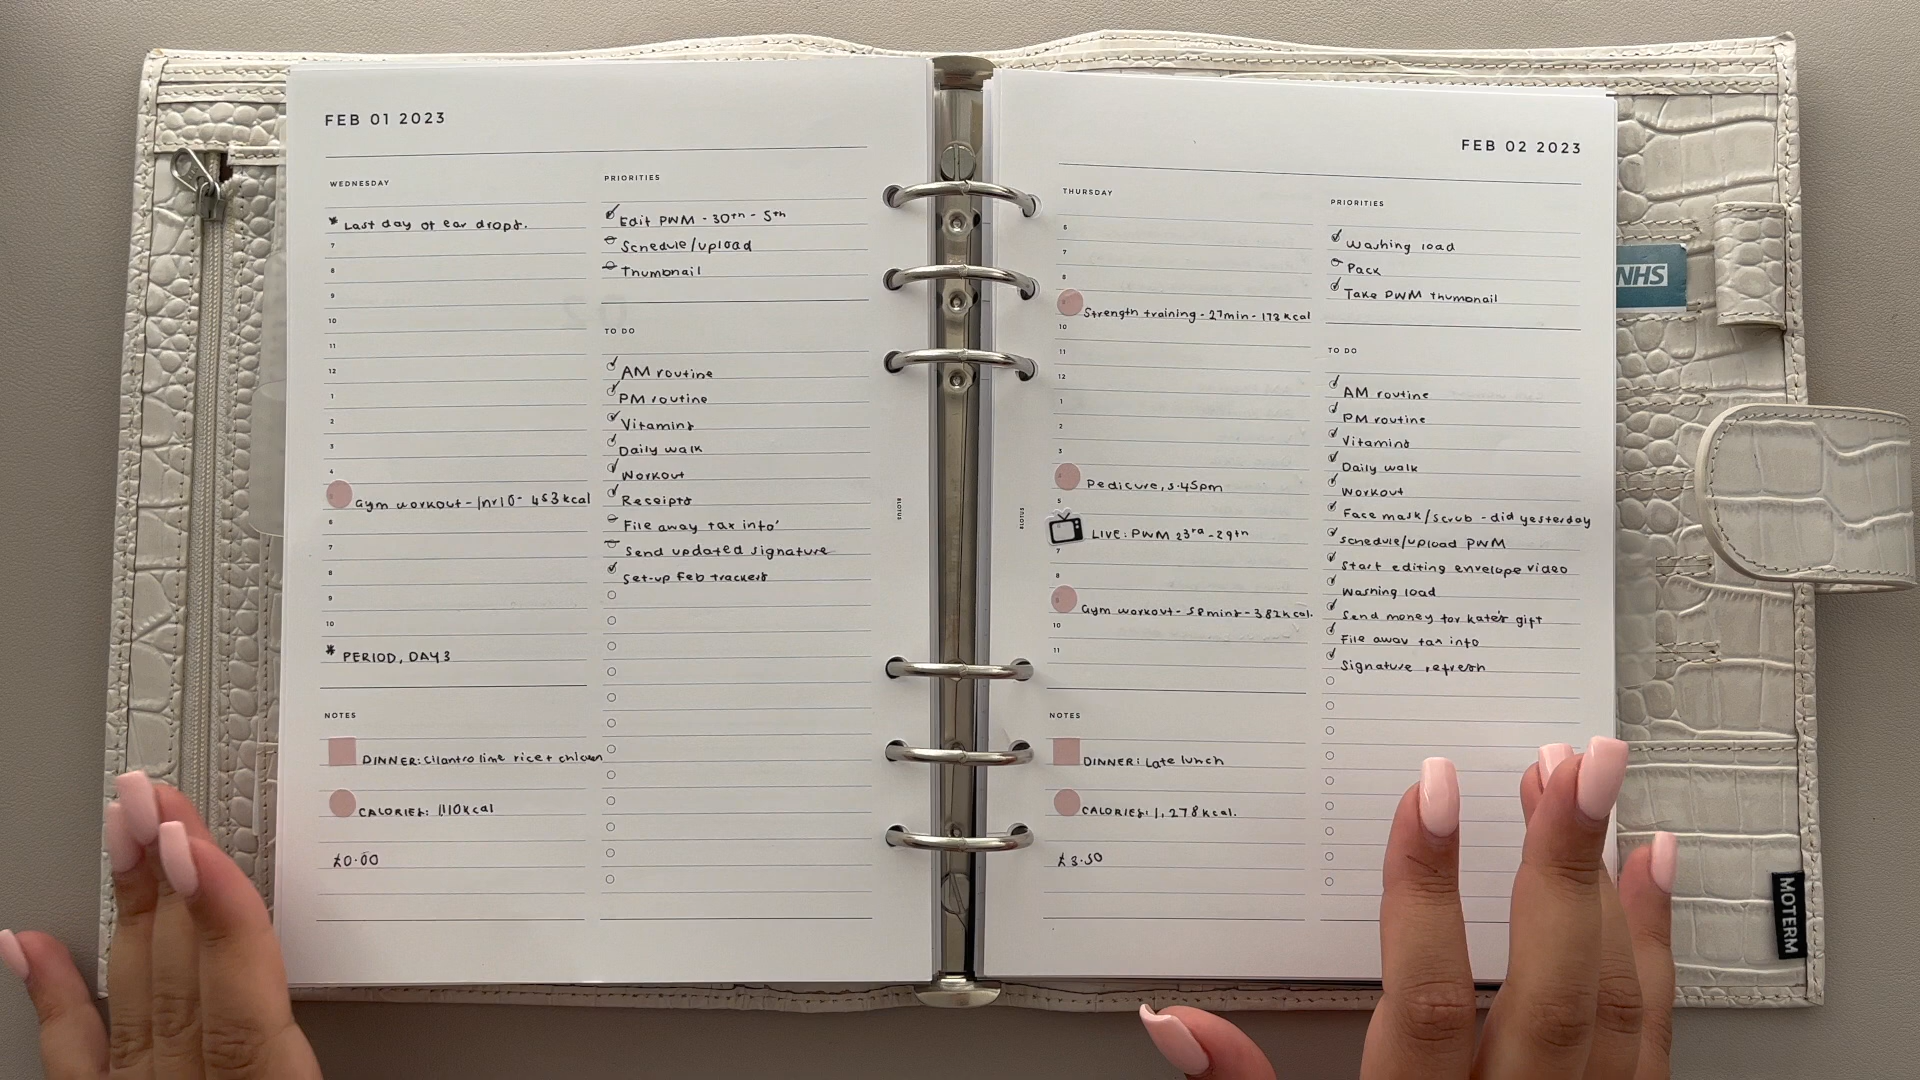 FEB 01 2023
WEDNESDAY
* Last day of ear drops.
7
8
9
10
11
12
1
2
3
4
Gym workout - 1hr 10 - 453kcal
6
7
8
9
10
* PERIOD, DAY 3
NOTES
DINNER: cilantro lime rice + chicken
CALORIES: 1110kcal
£0.00
PRIORITIES
Edit PWM - 30th - 5th
Schedule/upload
Thumbnail
TO DO
AM routine
PM routine
Vitamins
Daily walk
Workout
Receipts
File away tax info
Send updated signature
Set-up Feb trackers
FEB 02 2023
THURSDAY
6
7
8
Strength training - 27min - 173kcal
10
11
12
1
2
3
Pedicure, 3.45pm
5
LIVE: PWM 23rd - 29th
7
8
Gym workout - 58mins - 382kcal.
10
11
NOTES
DINNER: Late lunch
CALORIES: 1,278kcal.
£3.50
PRIORITIES
Washing load
Pack
Take PWM thumbnail
TO DO
AM routine
PM routine
Vitamins
Daily walk
Workout
Face mask/scrub - did yesterday
Schedule/upload PWM
Start editing envelope video
Washing load
Send money for Kate's gift
File away tax info
Signature refresh
NHS
MOTERM